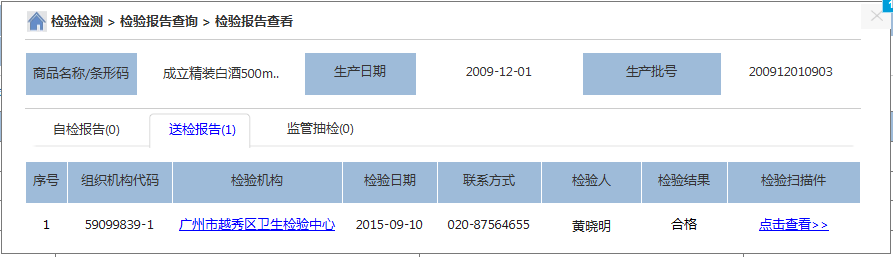 检验检测 > 检验报告查询 > 检验报告查看
商品名称/条形码 成立精装白酒500m.. 生产日期 2009-12-01 生产批号 200912010903
自检报告(0) 送检报告(1) 监管抽检(0)
序号 组织机构代码 检验机构 检验日期 联系方式 检验人 检验结果 检验扫描件
1 59099839-1 广州市越秀区卫生检验中心 2015-09-10 020-87564655 黄晓明 合格 点击查看>>